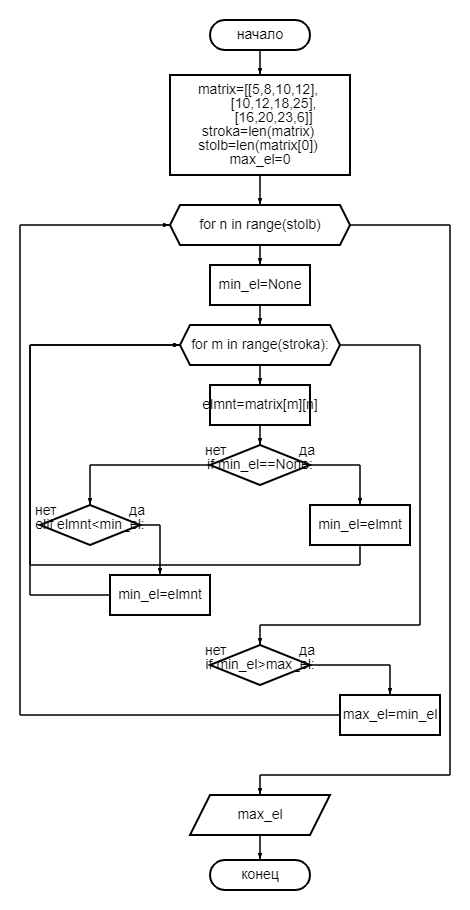 начало
matrix=[[5,8,10,12],
[10,12,18,25],
[16,20,23,6]]
stroka=len(matrix)
stolb=len(matrix[0])
max_el=0
for n in range(stolb)
min_el=None
for m in range(stroka):
elmnt=matrix[m][n]
нет
да
if min_el==None:
нет
да
elif elmnt<min_el:
min_el=elmnt
min_el=elmnt
нет
да
if min_el>max_el:
max_el=min_el
max_el
конец